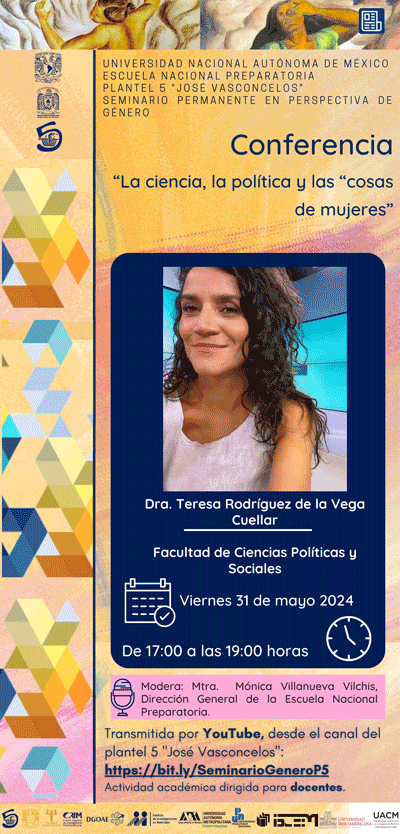 UNIVERSIDAD NACIONAL AUTÓNOMA DE MÉXICO
ESCUELA NACIONAL PREPARATORIA
PLANTEL 5 "JOSÉ VASCONCELOS"
SEMINARIO PERMANENTE EN PERSPECTIVA DE
GÉNERO
Conferencia
“La ciencia, la política y las “cosas
de mujeres”
Dra. Teresa Rodríguez de la Vega
Cuellar
Facultad de Ciencias Políticas y
Sociales
Viernes 31 de mayo 2024
De 17:00 a las 19:00 horas
Modera: Mtra. Mónica Villanueva Vilchis,
Dirección General de la Escuela Nacional
Preparatoria.
Transmitida por YouTube, desde el canal del
plantel 5 "José Vasconcelos":
https://bit.ly/SeminarioGeneroP5
Actividad académica dirigida para docentes.
DGOAE
UACM